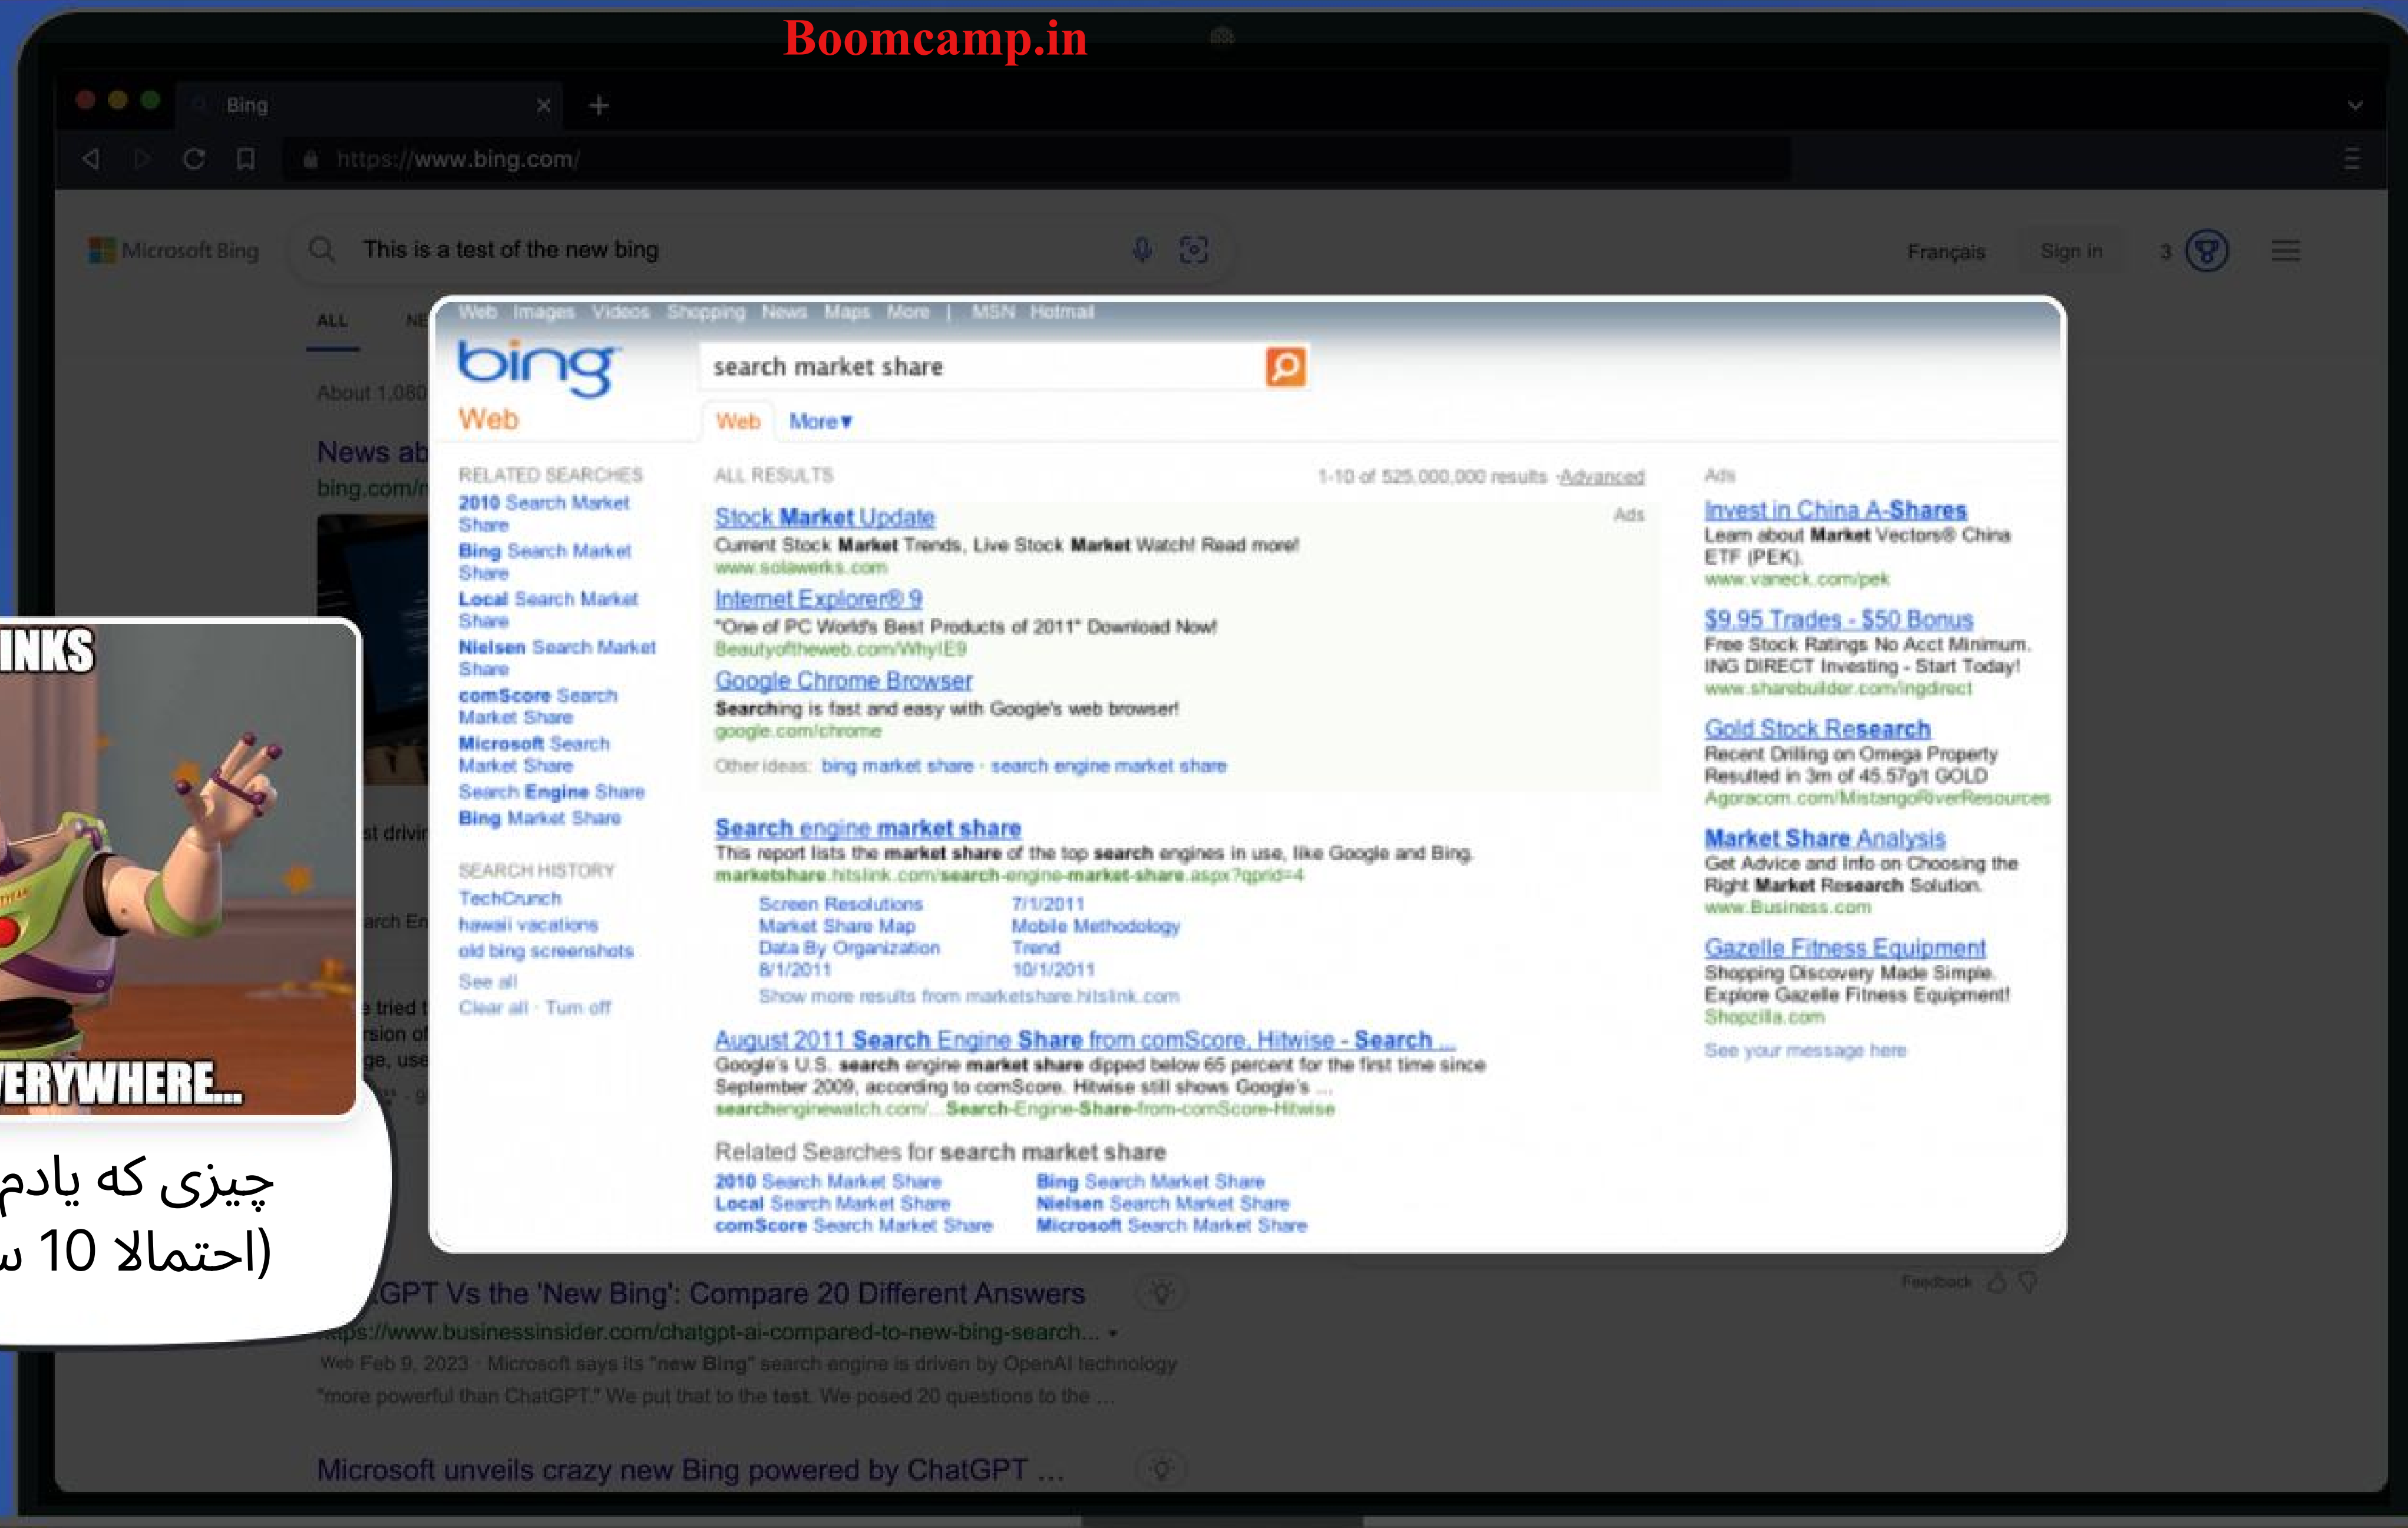 Boomcamp.in
Bing
https://www.bing.com/
Microsoft Bing
This is a test of the new bing
Français
Sign in
3
ALL
About 1,080
News ab
bing.com/
Web Images Videos Shopping News Maps More | MSN Hotmail
bing
search market share
Web
Web More▼
RELATED SEARCHES
2010 Search Market
Share
Bing Search Market
Share
Local Search Market
Share
Nielsen Search Market
Share
comScore Search
Market Share
Microsoft Search
Market Share
Search Engine Share
Bing Market Share
SEARCH HISTORY
TechCrunch
hawaii vacations
old bing screenshots
See all
Clear all · Turn off
ALL RESULTS
1-10 of 525,000,000 results ·Advanced
Stock Market Update
Ads
Current Stock Market Trends, Live Stock Market Watch! Read more!
www.solawerks.com
Internet Explorer® 9
"One of PC World's Best Products of 2011" Download Now!
Beautyoftheweb.com/WhyIE9
Google Chrome Browser
Searching is fast and easy with Google's web browser!
google.com/chrome
Other ideas: bing market share · search engine market share
Search engine market share
This report lists the market share of the top search engines in use, like Google and Bing.
marketshare.hitslink.com/search-engine-market-share.aspx?qprid=4
Screen Resolutions 7/1/2011
Market Share Map Mobile Methodology
Data By Organization Trend
8/1/2011 10/1/2011
Show more results from marketshare.hitslink.com
August 2011 Search Engine Share from comScore, Hitwise - Search ...
Google's U.S. search engine market share dipped below 65 percent for the first time since
September 2009, according to comScore. Hitwise still shows Google's ...
searchenginewatch.com/...Search-Engine-Share-from-comScore-Hitwise
Related Searches for search market share
2010 Search Market Share Bing Search Market Share
Local Search Market Share Nielsen Search Market Share
comScore Search Market Share Microsoft Search Market Share
Ads
Invest in China A-Shares
Learn about Market Vectors® China
ETF (PEK).
www.vaneck.com/pek
$9.95 Trades - $50 Bonus
Free Stock Ratings No Acct Minimum.
ING DIRECT Investing - Start Today!
www.sharebuilder.com/ingdirect
Gold Stock Research
Recent Drilling on Omega Property
Resulted in 3m of 45.57g/t GOLD
Agoracom.com/MistangoRiverResources
Market Share Analysis
Get Advice and Info on Choosing the
Right Market Research Solution.
www.Business.com
Gazelle Fitness Equipment
Shopping Discovery Made Simple.
Explore Gazelle Fitness Equipment!
Shopzilla.com
See your message here
INKS
ERYWHERE...
st drivin
arch En
e tried t
rsion of
ge, use
چیزی که یادم
(احتمالا 10 س
GPT Vs the 'New Bing': Compare 20 Different Answers
ps://www.businessinsider.com/chatgpt-ai-compared-to-new-bing-search...
Web Feb 9, 2023 · Microsoft says its "new Bing" search engine is driven by OpenAI technology
"more powerful than ChatGPT." We put that to the test. We posed 20 questions to the ...
Feedback
Microsoft unveils crazy new Bing powered by ChatGPT ...